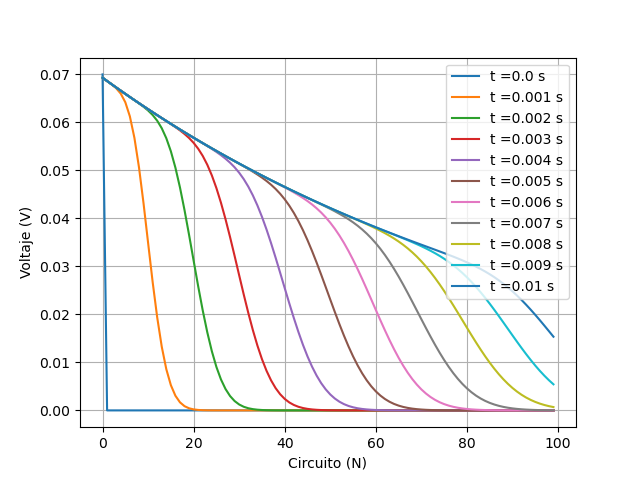 0.07
0.06
0.05
0.04
0.03
0.02
0.01
0.00
Voltaje (V)
0
20
40
60
80
100
Circuito (N)
t =0.0 s
t =0.001 s
t =0.002 s
t =0.003 s
t =0.004 s
t =0.005 s
t =0.006 s
t =0.007 s
t =0.008 s
t =0.009 s
t =0.01 s